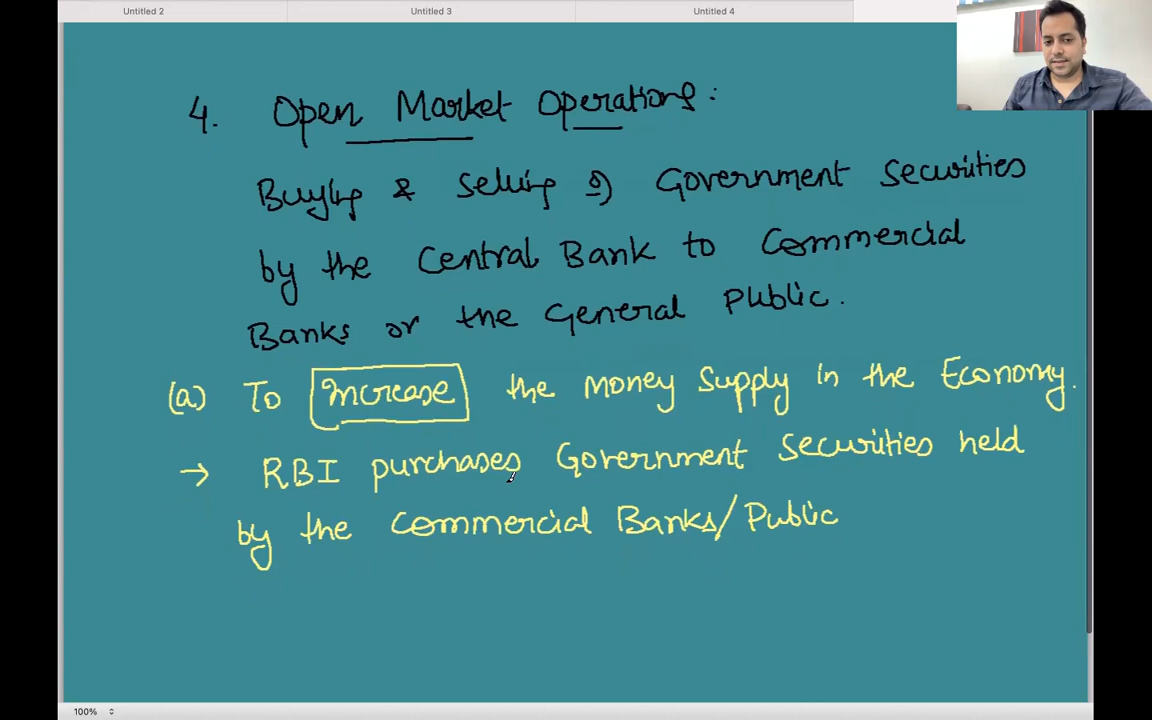 Untitled 2
Untitled 3
Untitled 4
4. Open Market Operations:
Buying & Selling of Government Securities
by the Central Bank to Commercial
Banks or the General Public.
(a) To Increase the Money Supply in the Economy.
→ RBI purchases Government Securities held
by the Commercial Banks/Public
100%